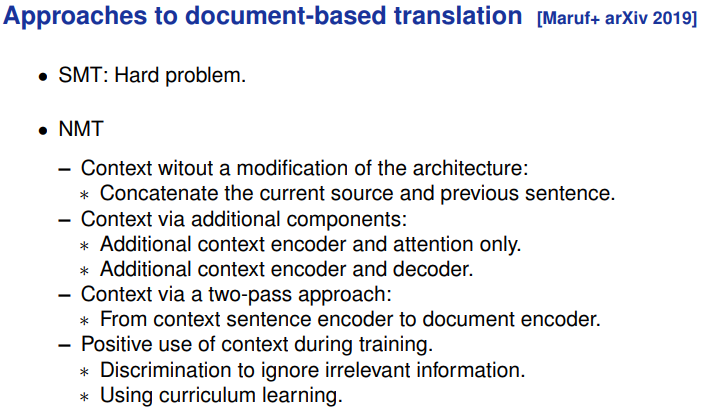 Approaches to document-based translation [Maruf+ arXiv 2019]
• SMT: Hard problem.
• NMT
– Context witout a modification of the architecture:
∗ Concatenate the current source and previous sentence.
– Context via additional components:
∗ Additional context encoder and attention only.
∗ Additional context encoder and decoder.
– Context via a two-pass approach:
∗ From context sentence encoder to document encoder.
– Positive use of context during training.
∗ Discrimination to ignore irrelevant information.
∗ Using curriculum learning.